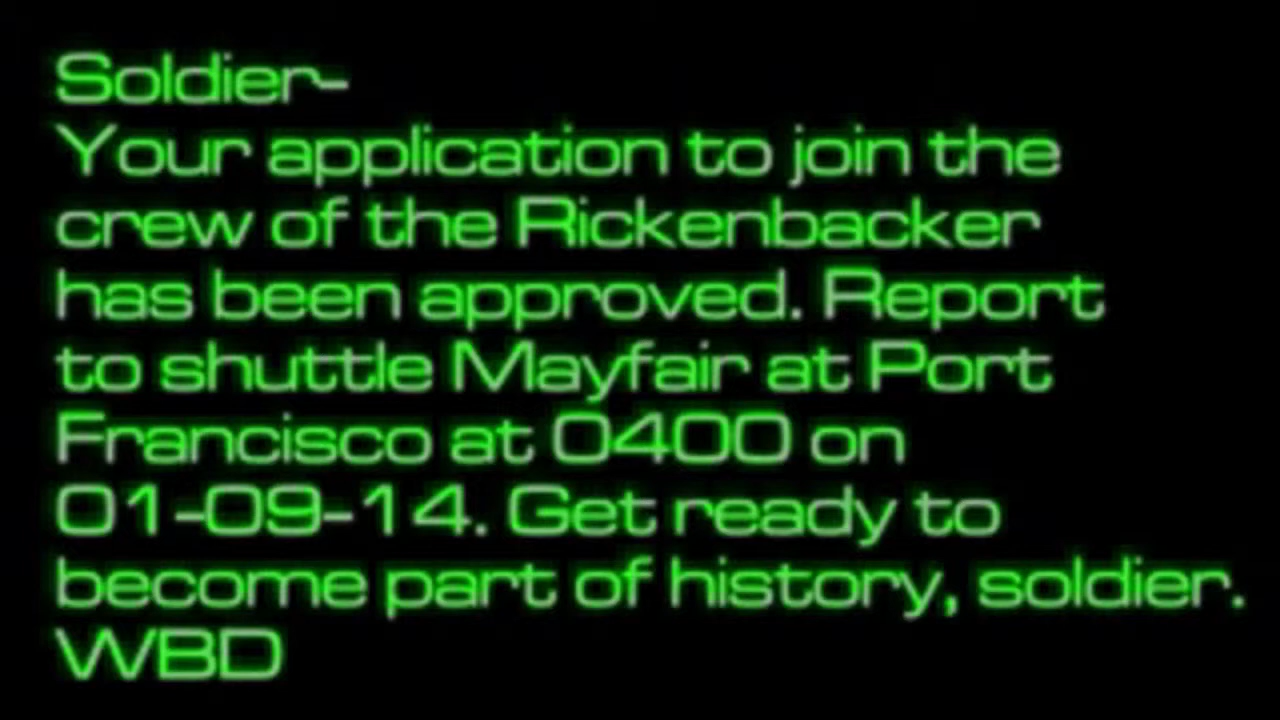 Soldier-
Your application to join the
crew of the Rickenbacker
has been approved. Report
to shuttle Mayfair at Port
Francisco at 0400 on
01-09-14. Get ready to
become part of history, soldier.
WBD